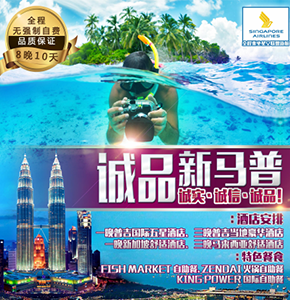 全程
无强制自费
品质保证
8晚10天
SINGAPORE
AIRLINES
诚品新马普
诚实·诚信·诚品!
:酒店安排
一晚普吉国际五星酒店、三晚普吉当地豪华酒店
一晚新加坡舒适酒店、三晚马来西亚舒适酒店
:特色餐食
FISH MARKET自助餐、ZENDAI火锅自助餐
KING POWER国际自助餐